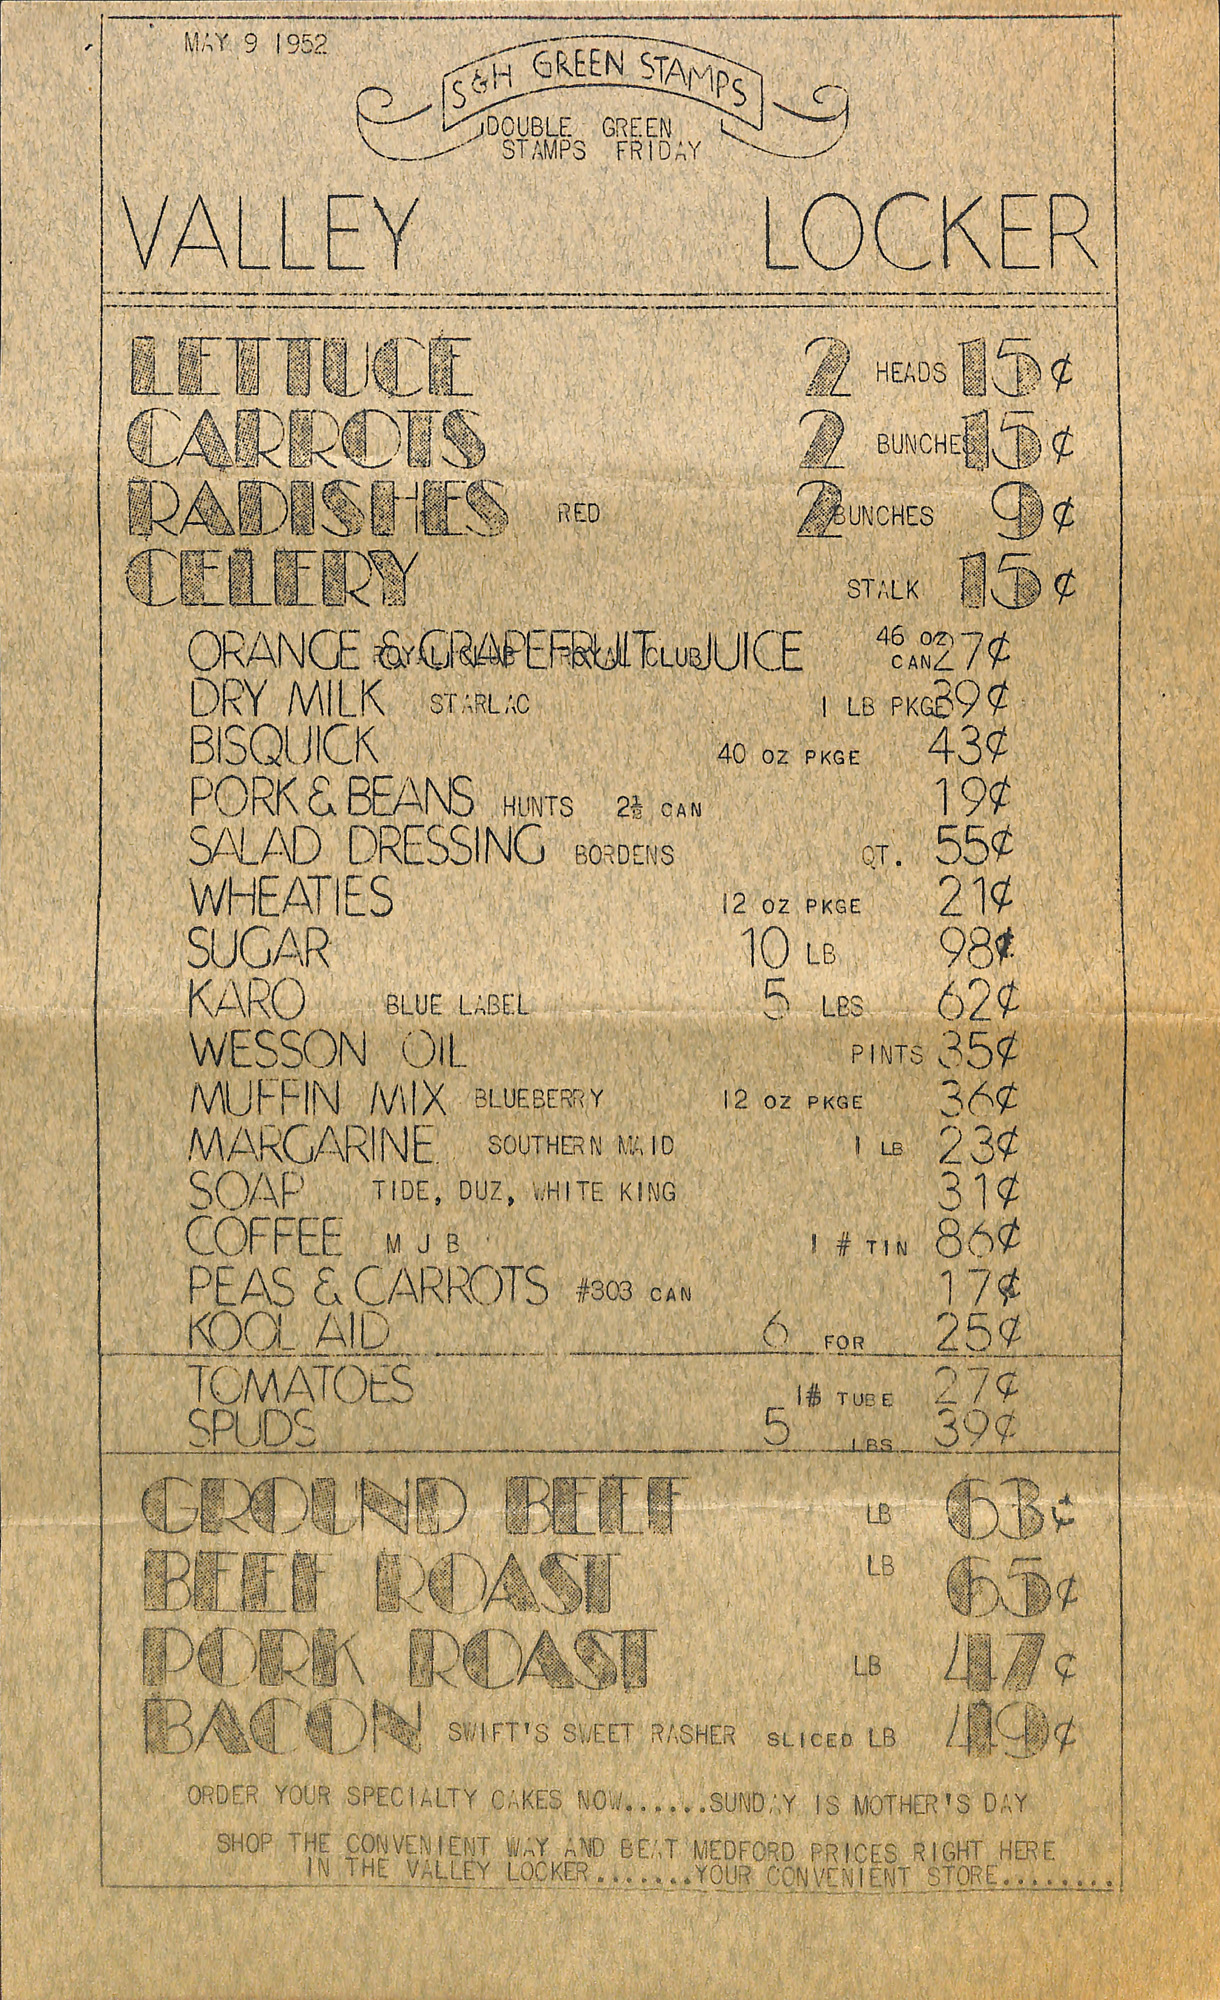 MAY 9 1952
S&H GREEN STAMPS
DOUBLE GREEN
STAMPS FRIDAY
VALLEY LOCKER
LETTUCE 2 HEADS 15¢
CARROTS 2 BUNCHES 15¢
RADISHES RED 2 BUNCHES 9¢
CELERY STALK 15¢
ORANGE & GRAPEFRUIT JUICE ROYAL CLUB ROYAL CLUB 46 OZ CAN 27¢
DRY MILK STARLAC 1 LB PKGE 39¢
BISQUICK 40 OZ PKGE 43¢
PORK & BEANS HUNTS 2½ CAN 19¢
SALAD DRESSING BORDENS QT. 55¢
WHEATIES 12 OZ PKGE 21¢
SUGAR 10 LB 98¢
KARO BLUE LABEL 5 LBS 62¢
WESSON OIL PINTS 35¢
MUFFIN MIX BLUEBERRY 12 OZ PKGE 36¢
MARGARINE SOUTHERN MAID 1 LB 23¢
SOAP TIDE, DUZ, WHITE KING 31¢
COFFEE M J B 1 # TIN 86¢
PEAS & CARROTS #303 CAN 17¢
KOOL AID 6 FOR 25¢
TOMATOES 1# TUBE 27¢
SPUDS 5 LBS 39¢
GROUND BEEF LB 63¢
BEEF ROAST LB 65¢
PORK ROAST LB 47¢
BACON SWIFT'S SWEET RASHER SLICED LB 49¢
ORDER YOUR SPECIALTY CAKES NOW......SUNDAY IS MOTHER'S DAY
SHOP THE CONVENIENT WAY AND BEAT MEDFORD PRICES RIGHT HERE
IN THE VALLEY LOCKER.......YOUR CONVENIENT STORE........